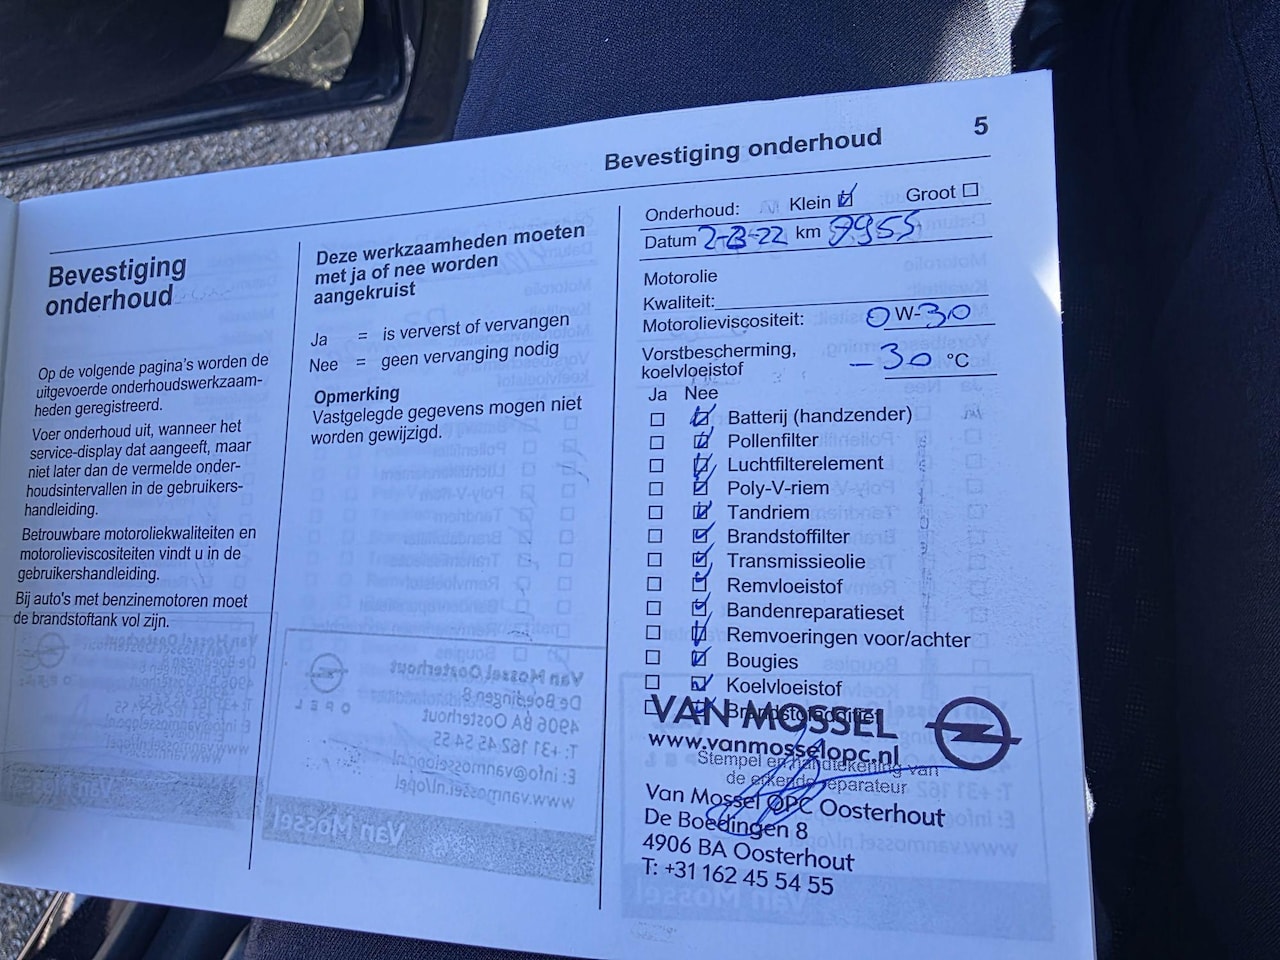 Bevestiging onderhoud
5
Bevestiging
onderhoud
Op de volgende pagina's worden de
uitgevoerde onderhoudswerkzaam-
heden geregistreerd.
Voer onderhoud uit, wanneer het
service-display dat aangeeft, maar
niet later dan de vermelde onder-
houdsintervallen in de gebruikers-
handleiding.
Betrouwbare motoroliekwaliteiten en
motorolieviscositeiten vindt u in de
gebruikershandleiding.
Bij auto's met benzinemotoren moet
de brandstoftank vol zijn.
Deze werkzaamheden moeten
met ja of nee worden
aangekruist
Ja = is ververst of vervangen
Nee = geen vervanging nodig
Opmerking
Vastgelegde gegevens mogen niet
worden gewijzigd.
Onderhoud: Klein Groot
Datum km
Motorolie
Kwaliteit:
Motorolieviscositeit: 0W-30
Vorstbescherming,
koelvloeistof -30 °C
Ja Nee
Batterij (handzender)
Pollenfilter
Luchtfilterelement
Poly-V-riem
Tandriem
Brandstoffilter
Transmissieolie
Remvloeistof
Bandenreparatieset
Remvoeringen voor/achter
Bougies
Koelvloeistof
VAN MOSSEL
www.vanmosselopc.nl
Stempel en handtekening van
de erkende reparateur
Van Mossel OPC Oosterhout
De Boedingen 8
4906 BA Oosterhout
T: +31 162 45 54 55